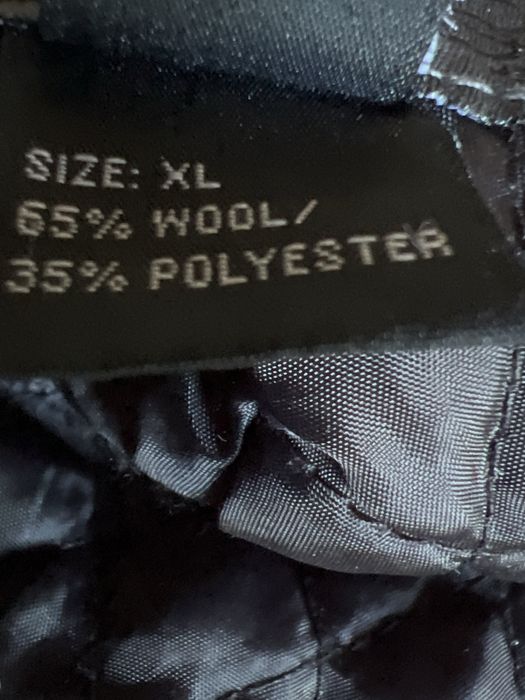 SIZE: XL
65% WOOL/
35% POLYESTER